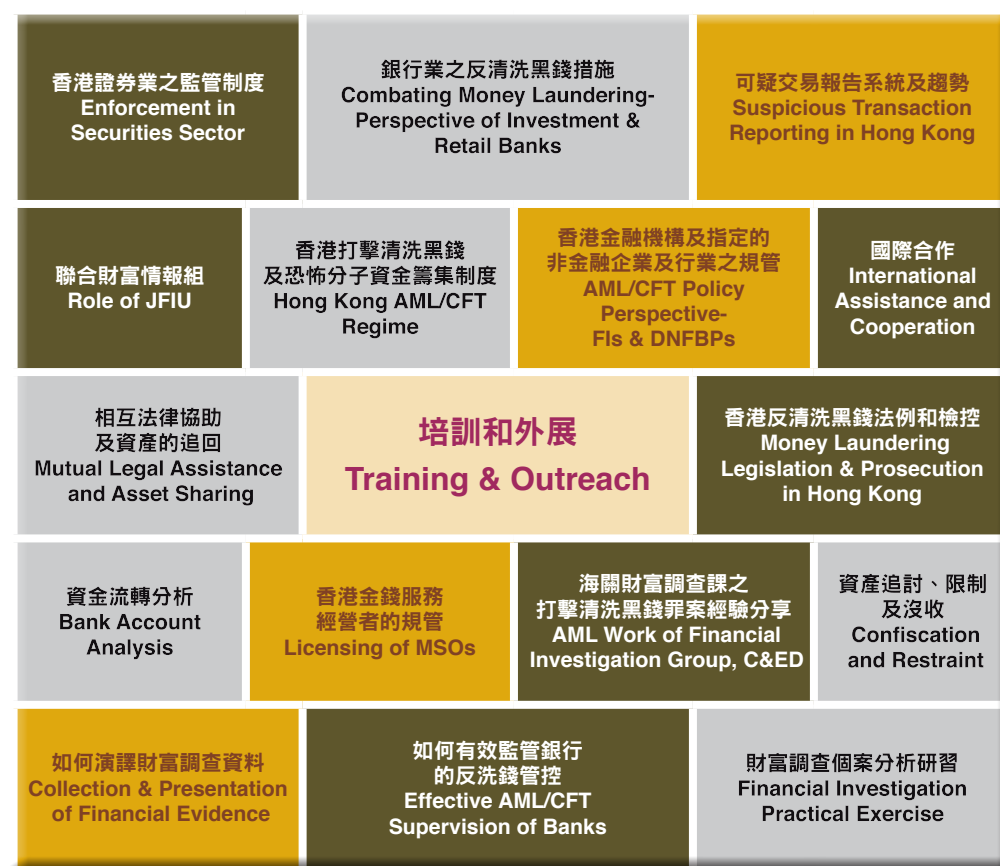 香港證券業之監管制度
Enforcement in
Securities Sector
銀行業之反清洗黑錢措施
Combating Money Laundering-
Perspective of Investment &
Retail Banks
可疑交易報告系統及趨勢
Suspicious Transaction
Reporting in Hong Kong
聯合財富情報組
Role of JFIU
香港打擊清洗黑錢
及恐怖分子資金籌集制度
Hong Kong AML/CFT
Regime
香港金融機構及指定的
非金融企業及行業之規管
AML/CFT Policy
Perspective-
FIs & DNFBPs
國際合作
International
Assistance and
Cooperation
相互法律協助
及資產的追回
Mutual Legal Assistance
and Asset Sharing
培訓和外展
Training & Outreach
香港反清洗黑錢法例和檢控
Money Laundering
Legislation & Prosecution
in Hong Kong
資金流轉分析
Bank Account
Analysis
香港金錢服務
經營者的規管
Licensing of MSOs
海關財富調查課之
打擊清洗黑錢罪案經驗分享
AML Work of Financial
Investigation Group, C&ED
資產追討、限制
及沒收
Confiscation
and Restraint
如何演譯財富調查資料
Collection & Presentation
of Financial Evidence
如何有效監管銀行
的反洗錢管控
Effective AML/CFT
Supervision of Banks
財富調查個案分析研習
Financial Investigation
Practical Exercise